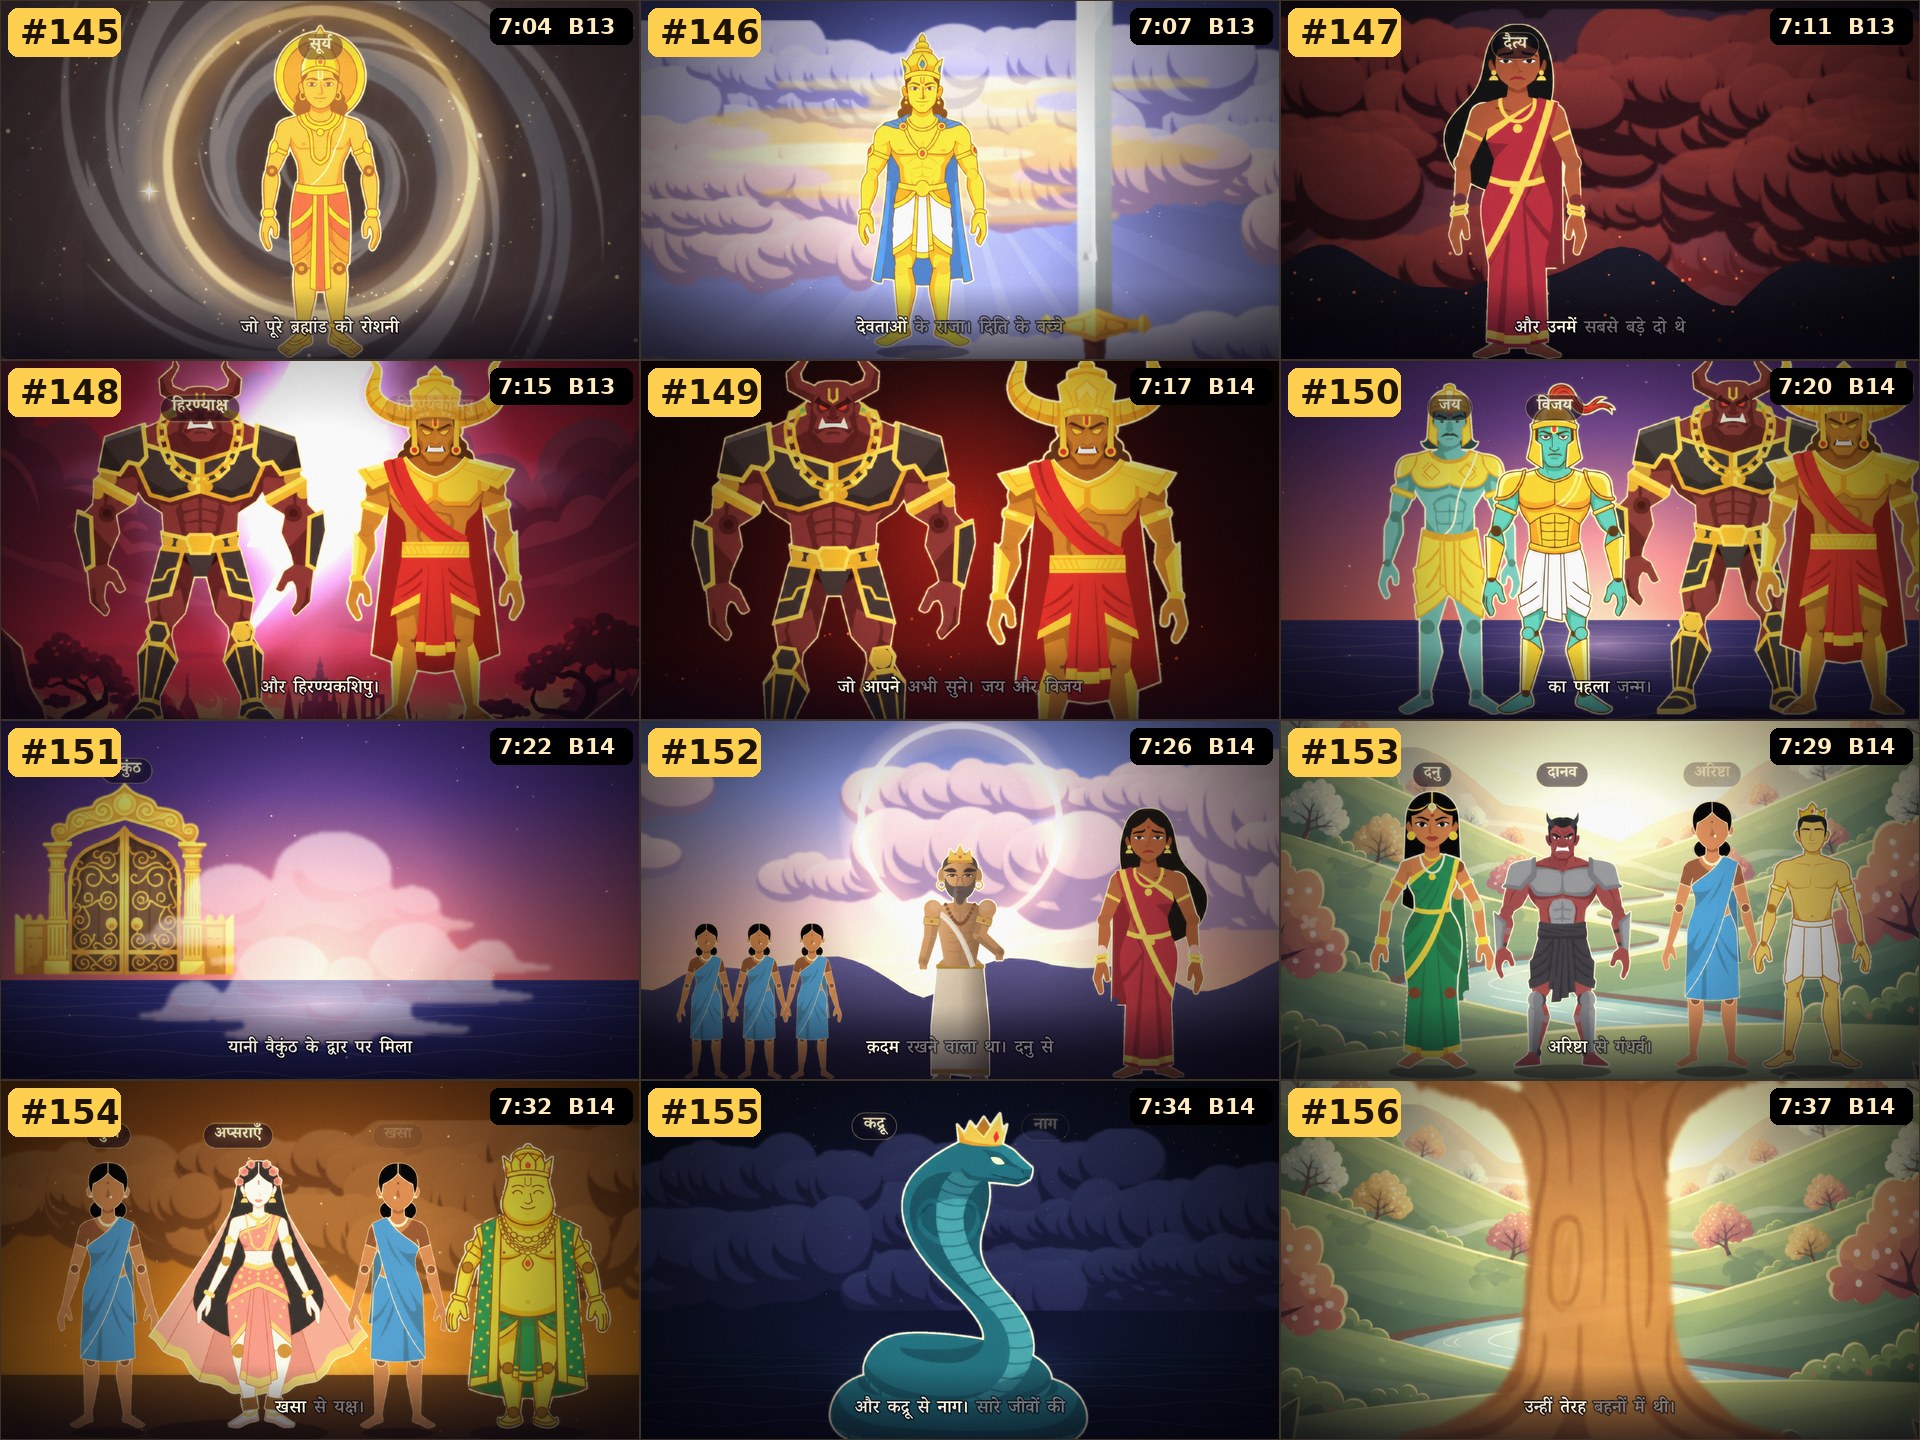 #145
7:04 B13
सूर्य
जो पूरे ब्रह्मांड को रोशनी
#146
7:07 B13
देवताओं के राजा। दिति के बच्चे
#147
7:11 B13
दैत्य
और उनमें सबसे बड़े दो थे
#148
7:15 B13
हिरण्याक्ष
हिरण्यकशिपु
और हिरण्यकशिपु।
#149
7:17 B14
जो आपने अभी सुने। जय और विजय
#150
7:20 B14
जय
विजय
का पहला जन्म।
#151
7:22 B14
यानी वैकुंठ के द्वार पर मिला
#152
7:26 B14
क़दम रखने वाला था। दनु से
#153
7:29 B14
दनु
दानव
अरिष्टा
अरिष्टा से गंधर्व।
#154
7:32 B14
अप्सराएँ
खसा
खसा से यक्ष।
#155
7:34 B14
कद्रू
नाग
और कद्रू से नाग। सारे जीवों की
#156
7:37 B14
उन्हीं तेरह बहनों में थी।